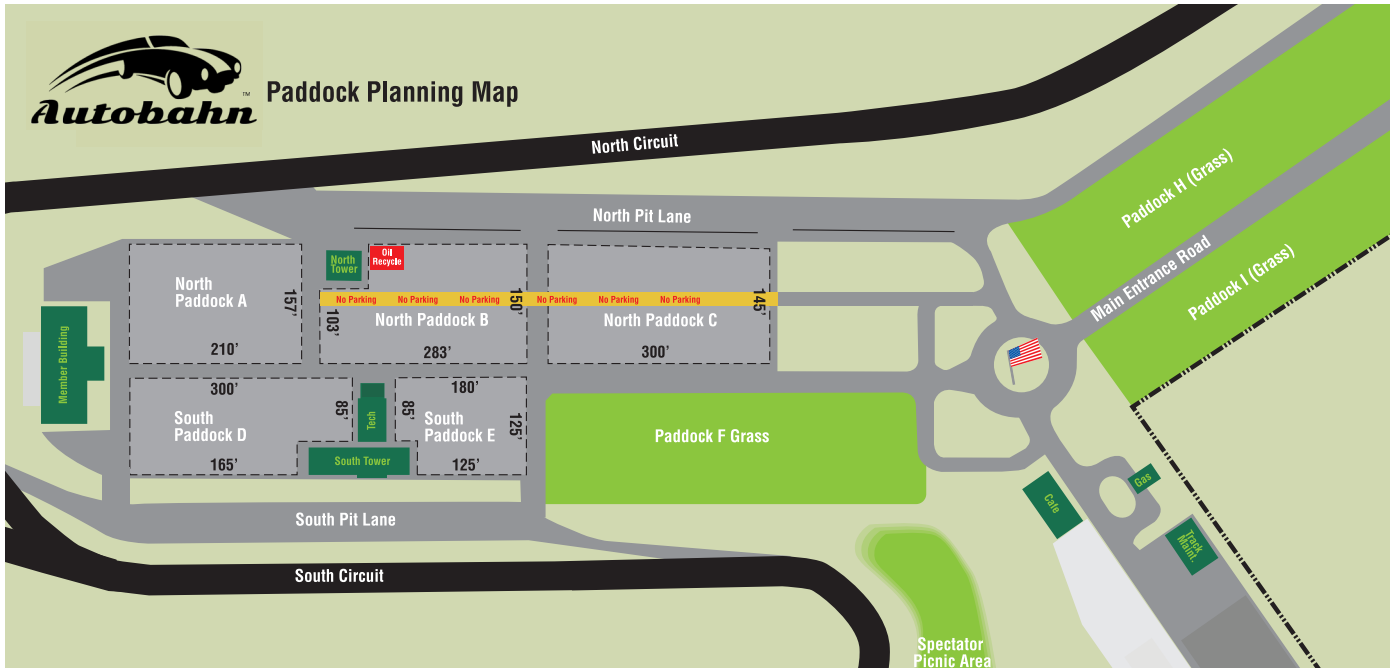 Autobahn
™
Paddock Planning Map
North Circuit
North Pit Lane
Paddock H (Grass)
Main Entrance Road
Paddock I (Grass)
North
Paddock A
157'
210'
North
Tower
Oil
Recycle
No Parking No Parking No Parking No Parking No Parking No Parking
103'
North Paddock B
150'
283'
North Paddock C
145'
300'
Member Building
300'
South
Paddock D
85'
165'
Tech
South Tower
180'
85'
South
Paddock E
125'
125'
Paddock F Grass
South Pit Lane
South Circuit
Cafe
Gas
Track
Maint.
Spectator
Picnic Area